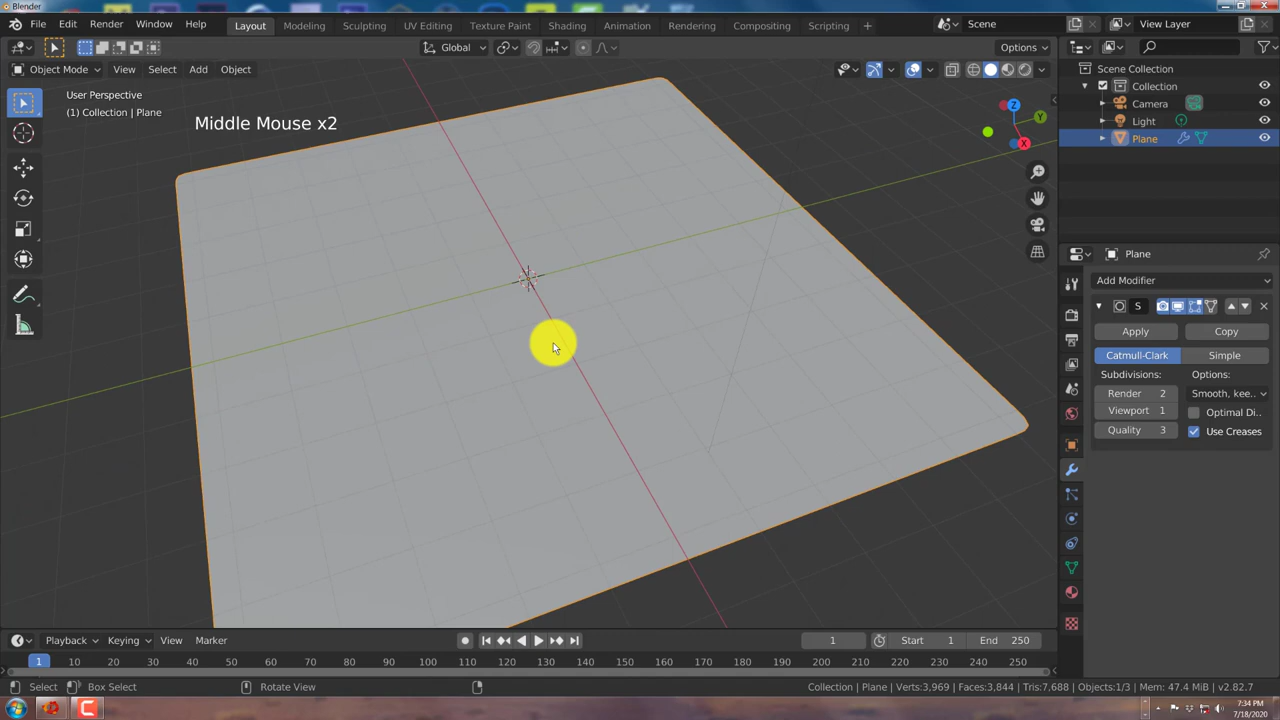 Blender
File Edit Render Window Help Layout Modeling Sculpting UV Editing Texture Paint Shading Animation Rendering Compositing Scripting + Scene View Layer
Global Options
Object Mode View Select Add Object
Scene Collection
Collection
Camera
Light
Plane
User Perspective
(1) Collection | Plane
Middle Mouse x2
Z
Y
X
Plane
Add Modifier
S
Apply Copy
Catmull-Clark Simple
Subdivisions: Options:
Render 2 Smooth, kee..
Viewport 1 Optimal Di..
Quality 3 Use Creases
Playback Keying View Marker 1 Start 1 End 250
1 10 20 30 40 50 60 70 80 90 100 110 120 130 140 150 160 170 180 190 200 210 220 230 240 250
Select Box Select Rotate View Collection | Plane | Verts:3,969 | Faces:3,844 | Tris:7,688 | Objects:1/3 | Mem: 47.4 MiB | v2.82.7
7:34 PM
7/18/2020